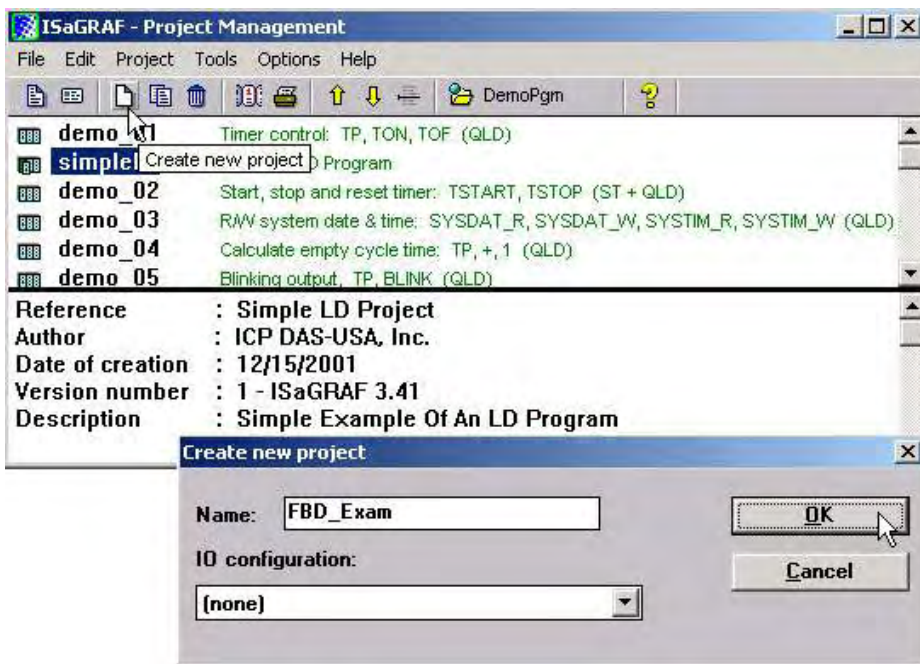 ISaGRAF - Project Management
File Edit Project Tools Options Help
DemoPgm
demo_01 Timer control: TP, TON, TOF (QLD)
Create new project
Program
demo_02 Start, stop and reset timer: TSTART, TSTOP (ST + QLD)
demo_03 R/W system date & time: SYSDAT_R, SYSDAT_W, SYSTIM_R, SYSTIM_W (QLD)
demo_04 Calculate empty cycle time: TP, +, 1 (QLD)
demo_05 Blinking output, TP, BLINK (QLD)
Reference : Simple LD Project
Author : ICP DAS-USA, Inc.
Date of creation : 12/15/2001
Version number : 1 - ISaGRAF 3.41
Description : Simple Example Of An LD Program
Create new project
Name: FBD_Exam
OK
IO configuration:
Cancel
(none)